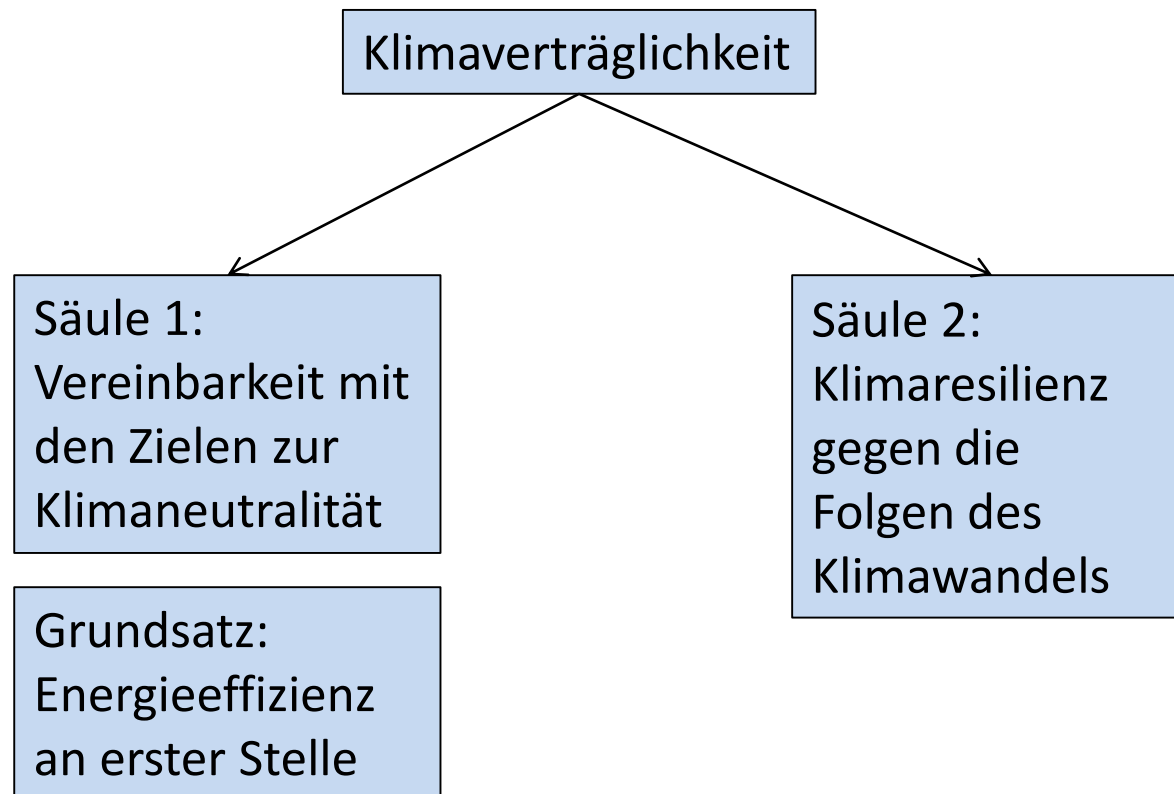 Klimaverträglichkeit
Säule 1:
Vereinbarkeit mit
den Zielen zur
Klimaneutralität
Säule 2:
Klimaresilienz
gegen die
Folgen des
Klimawandels
Grundsatz:
Energieeffizienz
an erster Stelle